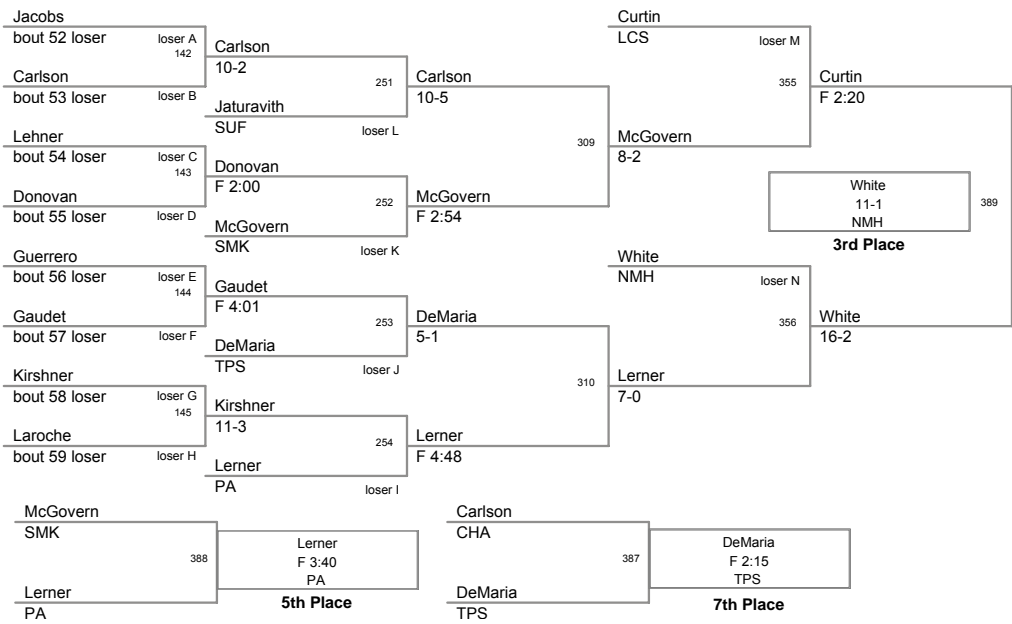 Jacobs
bout 52 loser
loser A
142
Carlson
bout 53 loser
loser B
Lehner
bout 54 loser
loser C
143
Donovan
bout 55 loser
loser D
Guerrero
bout 56 loser
loser E
144
Gaudet
bout 57 loser
loser F
Kirshner
bout 58 loser
loser G
145
Laroche
bout 59 loser
loser H
Carlson
10-2
251
Jaturavith
SUF
loser L
Donovan
F 2:00
252
McGovern
SMK
loser K
Gaudet
F 4:01
253
DeMaria
TPS
loser J
Kirshner
11-3
254
Lerner
PA
loser I
Carlson
10-5
309
McGovern
F 2:54
DeMaria
5-1
310
Lerner
F 4:48
Curtin
LCS
loser M
355
McGovern
8-2
White
NMH
loser N
356
Lerner
7-0
Curtin
F 2:20
White
11-1
NMH
389
3rd Place
White
16-2
McGovern
SMK
388
Lerner
PA
Lerner
F 3:40
PA
5th Place
Carlson
CHA
387
DeMaria
TPS
DeMaria
F 2:15
TPS
7th Place